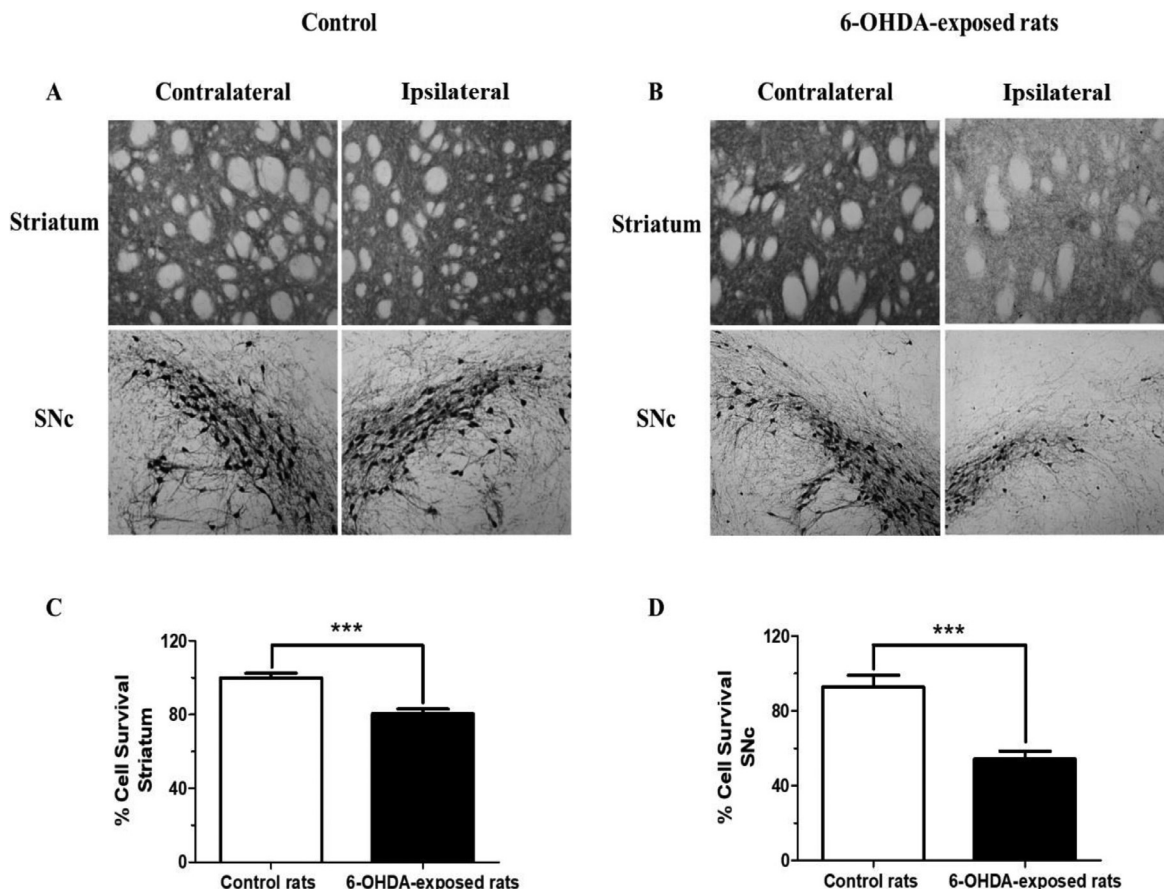 Control
6-OHDA-exposed rats
A
Contralateral
Ipsilateral
B
Contralateral
Ipsilateral
Striatum
Striatum
SNc
SNc
C
***
120
80
40
0
% Cell Survival
Striatum
Control rats
6-OHDA-exposed rats
D
***
120
80
40
0
% Cell Survival
SNc
Control rats
6-OHDA-exposed rats